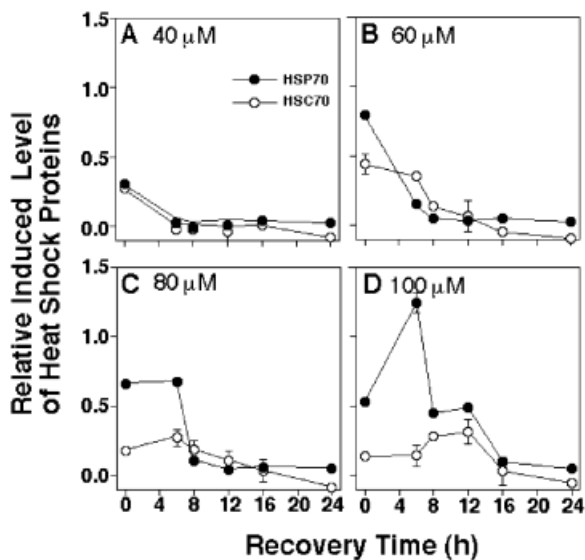 Relative Induced Level
of Heat Shock Proteins
1.5
1.0
0.5
0.0
A 40 μM
HSP70
HSC70
B 60 μM
1.5
1.0
0.5
0.0
C 80 μM
D 100 μM
0 4 8 12 16 20 24
0 4 8 12 16 20 24
Recovery Time (h)